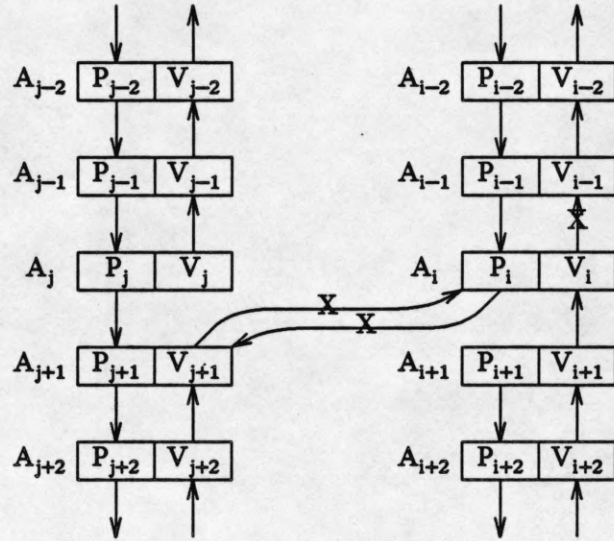 A_{j-2} P_{j-2} V_{j-2} A_{i-2} P_{i-2} V_{i-2}
A_{j-1} P_{j-1} V_{j-1} A_{i-1} P_{i-1} V_{i-1}
X
A_j P_j V_j A_i P_i V_i
X
X
A_{j+1} P_{j+1} V_{j+1} A_{i+1} P_{i+1} V_{i+1}
A_{j+2} P_{j+2} V_{j+2} A_{i+2} P_{i+2} V_{i+2}